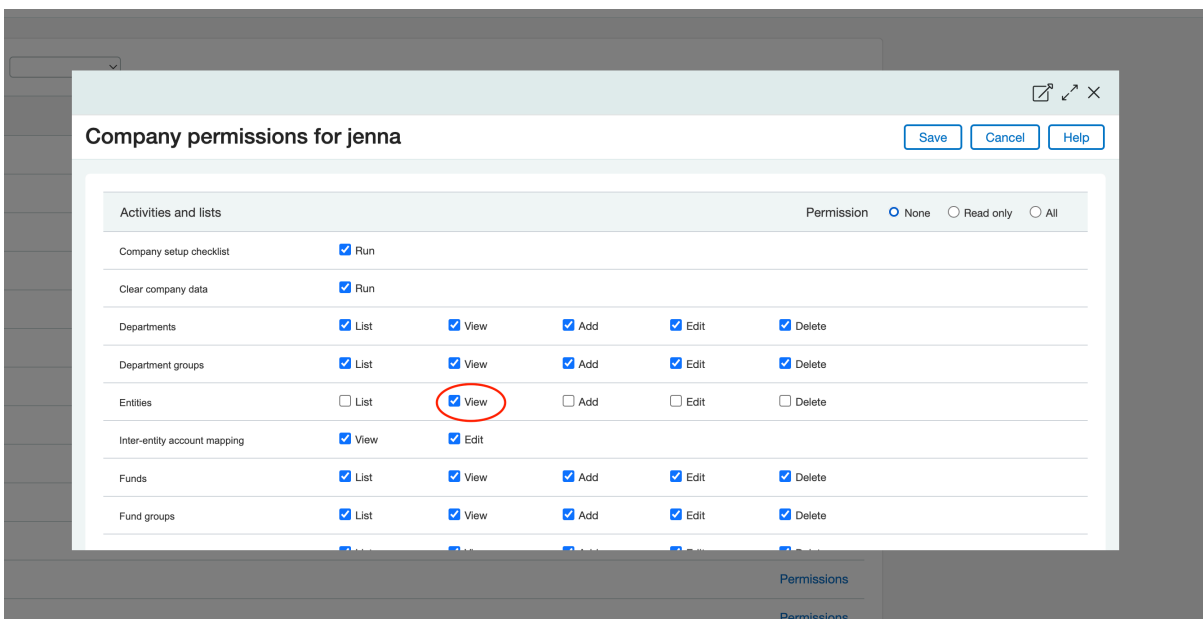 Company permissions for jenna
Save Cancel Help
Activities and lists Permission None Read only All
Company setup checklist Run
Clear company data Run
Departments List View Add Edit Delete
Department groups List View Add Edit Delete
Entities List View Add Edit Delete
Inter-entity account mapping View Edit
Funds List View Add Edit Delete
Fund groups List View Add Edit Delete
Permissions
Permissions